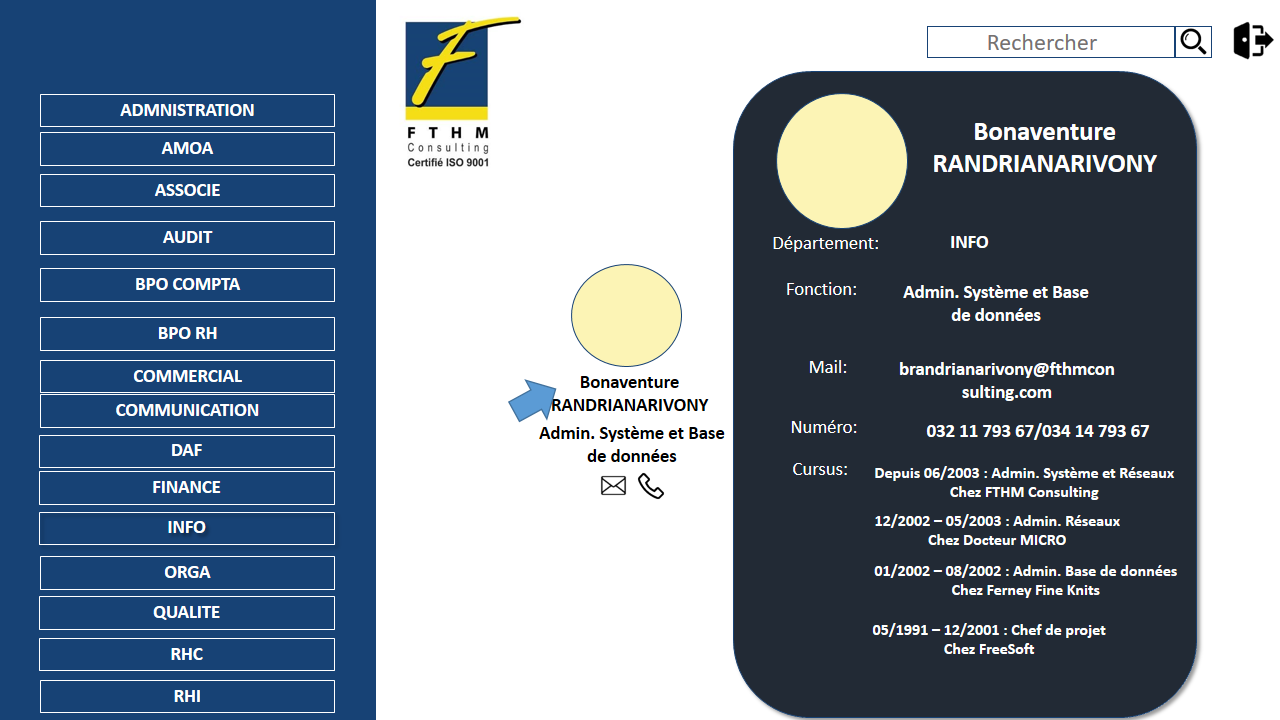 ADMNISTRATION
AMOA
ASSOCIE
AUDIT
BPO COMPTA
BPO RH
COMMERCIAL
COMMUNICATION
DAF
FINANCE
INFO
ORGA
QUALITE
RHC
RHI
F T H M
Consulting
Certifié ISO 9001
Rechercher
Bonaventure
RANDRIANARIVONY
Admin. Système et Base
de données
Bonaventure
RANDRIANARIVONY
Département: INFO
Fonction: Admin. Système et Base
de données
Mail: brandrianarivony@fthmcon
sulting.com
Numéro: 032 11 793 67/034 14 793 67
Cursus: Depuis 06/2003 : Admin. Système et Réseaux
Chez FTHM Consulting
12/2002 – 05/2003 : Admin. Réseaux
Chez Docteur MICRO
01/2002 – 08/2002 : Admin. Base de données
Chez Ferney Fine Knits
05/1991 – 12/2001 : Chef de projet
Chez FreeSoft